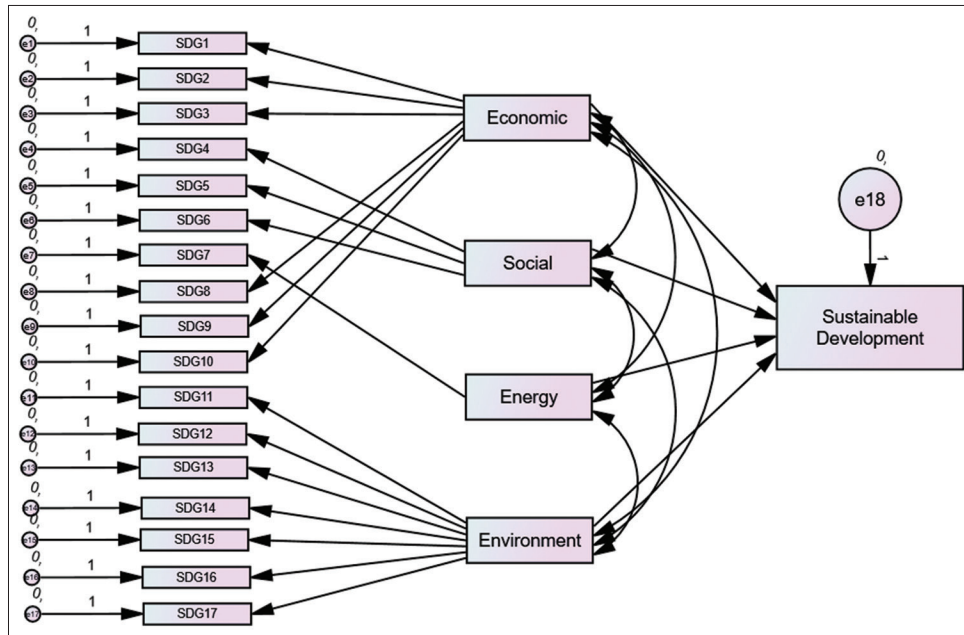 0,
e1
1
SDG1
0,
e2
1
SDG2
0,
e3
1
SDG3
0,
e4
1
SDG4
0,
e5
1
SDG5
0,
e6
1
SDG6
0,
e7
1
SDG7
0,
e8
1
SDG8
0,
e9
1
SDG9
0,
e10
1
SDG10
0,
e11
1
SDG11
0,
e12
1
SDG12
0,
e13
1
SDG13
0,
e14
1
SDG14
0,
e15
1
SDG15
0,
e16
1
SDG16
0,
e17
1
SDG17
Economic
Social
Energy
Environment
0,
e18
1
Sustainable
Development